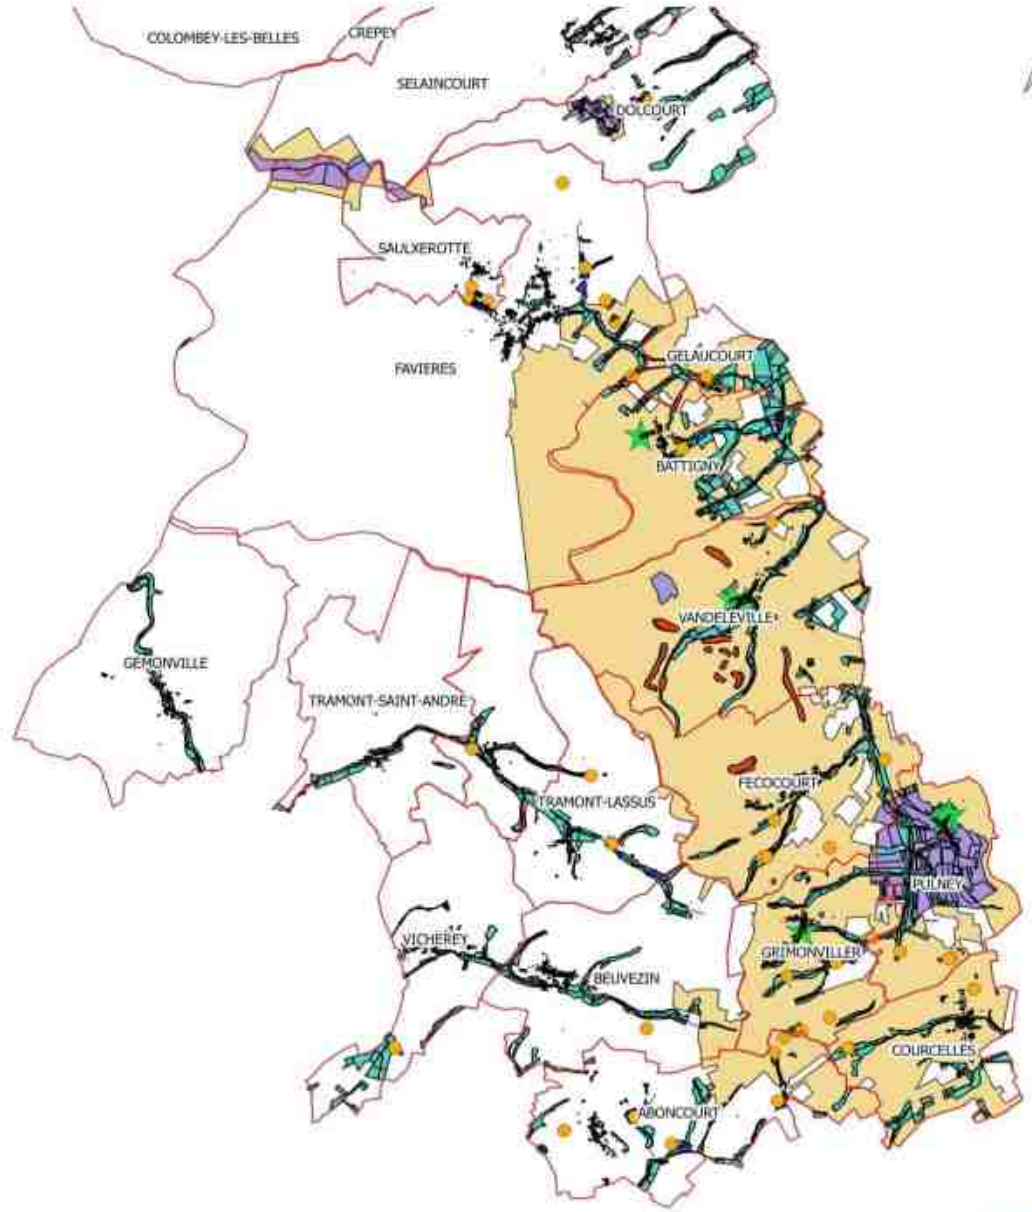 COLOMBEY-LES-BELLES
CREPEY
SELAINCOURT
DOLCOURT
SAULXEROTTE
FAVIERES
GELAUCOURT
BATTIGNY
VANDELEVILLE
GEMONVILLE
TRAMONT-SAINT-ANDRE
FECOCOURT
TRAMONT-LASSUS
PULNEY
VICHEREY
GRIMONVILLER
BEUVEZIN
COURCELLES
ABONCOURT